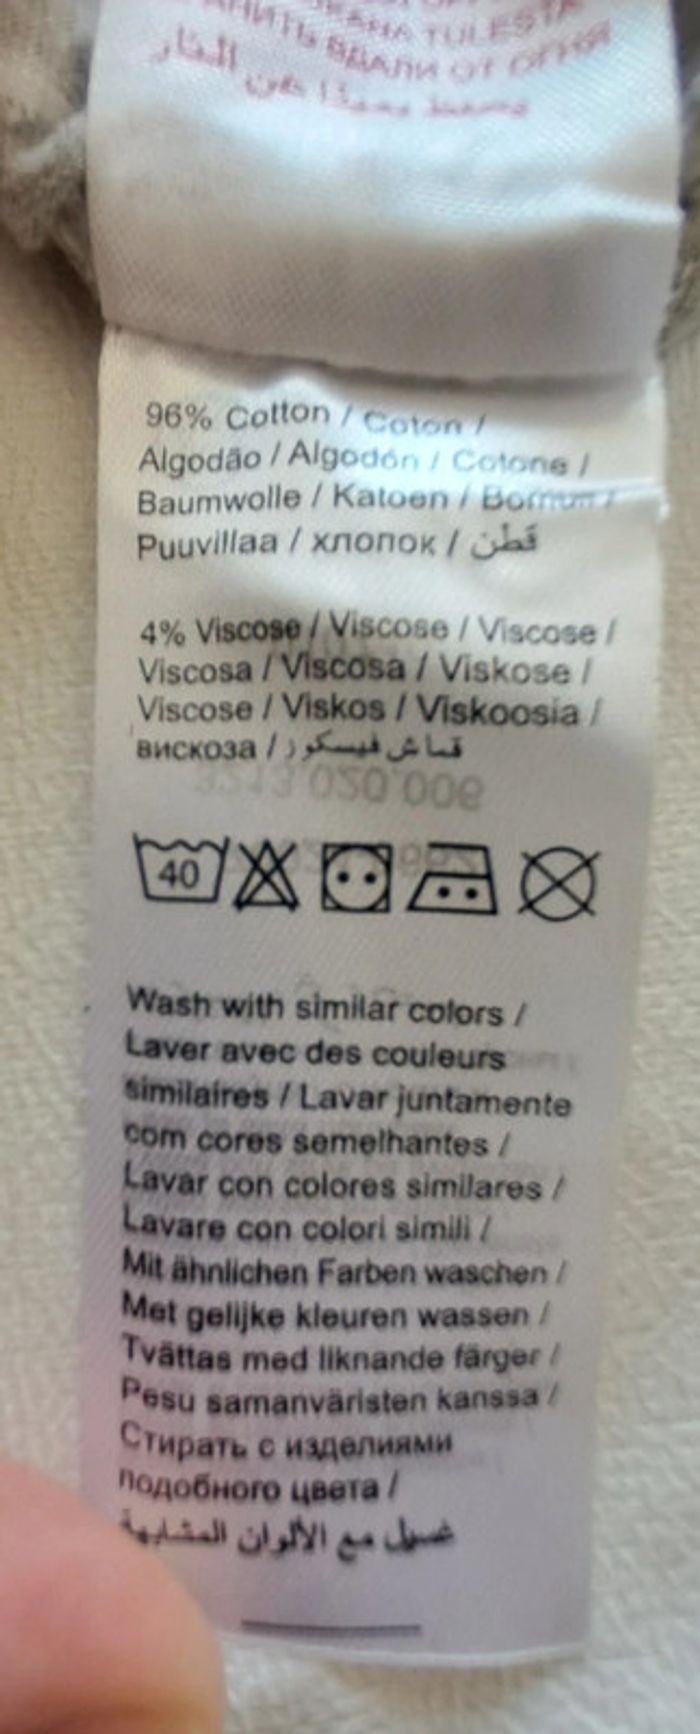 TULESTA
ВДАЛИ ОТ ОГНЯ
عن النار
96% Cotton / Coton /
Algodão / Algodón / Cotone /
Baumwolle / Katoen / Bomull /
Puuvillaa / хлопок / قطن
4% Viscose / Viscose / Viscose /
Viscosa / Viscosa / Viskose /
Viscose / Viskos / Viskoosia /
вискоза / قماش فيسكوز
40
Wash with similar colors /
Laver avec des couleurs
similaires / Lavar juntamente
com cores semelhantes /
Lavar con colores similares /
Lavare con colori simili /
Mit ähnlichen Farben waschen /
Met gelijke kleuren wassen /
Tvättas med liknande färger /
Pesu samanväristen kanssa /
Стирать с изделиями
подобного цвета /
غسيل مع الألوان المشابهة